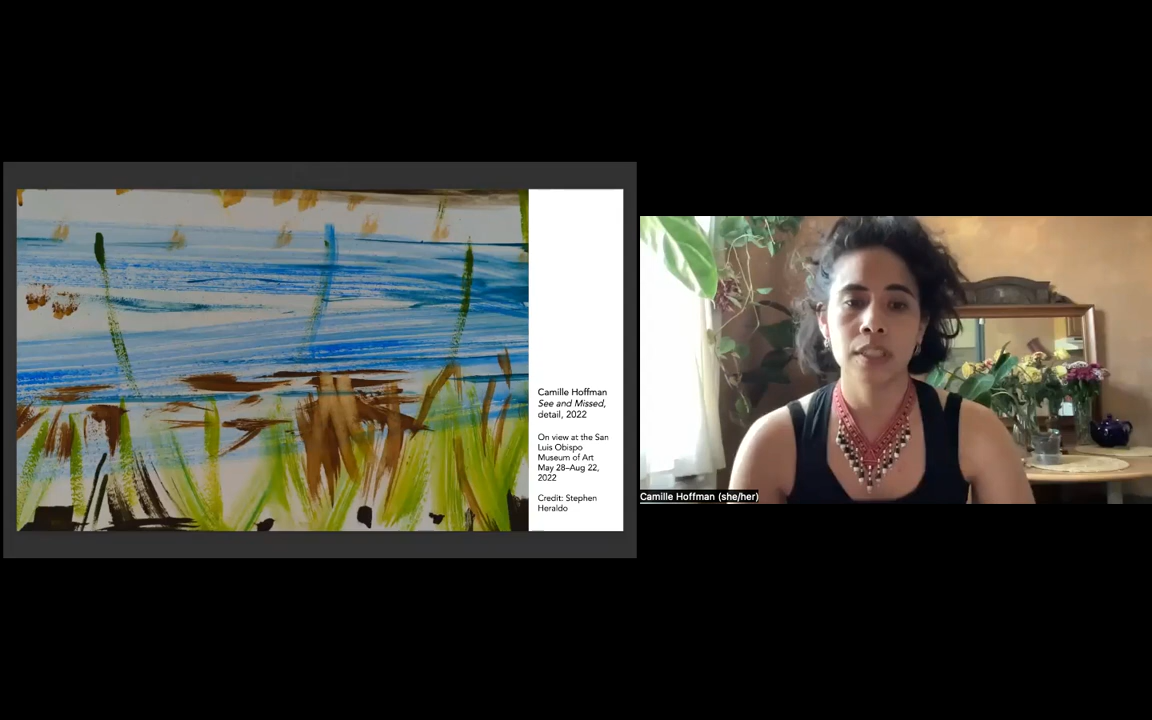 Camille Hoffman
See and Missed,
detail, 2022
On view at the San
Luis Obispo
Museum of Art
May 28–Aug 22,
2022
Credit: Stephen
Heraldo
Camille Hoffman (she/her)